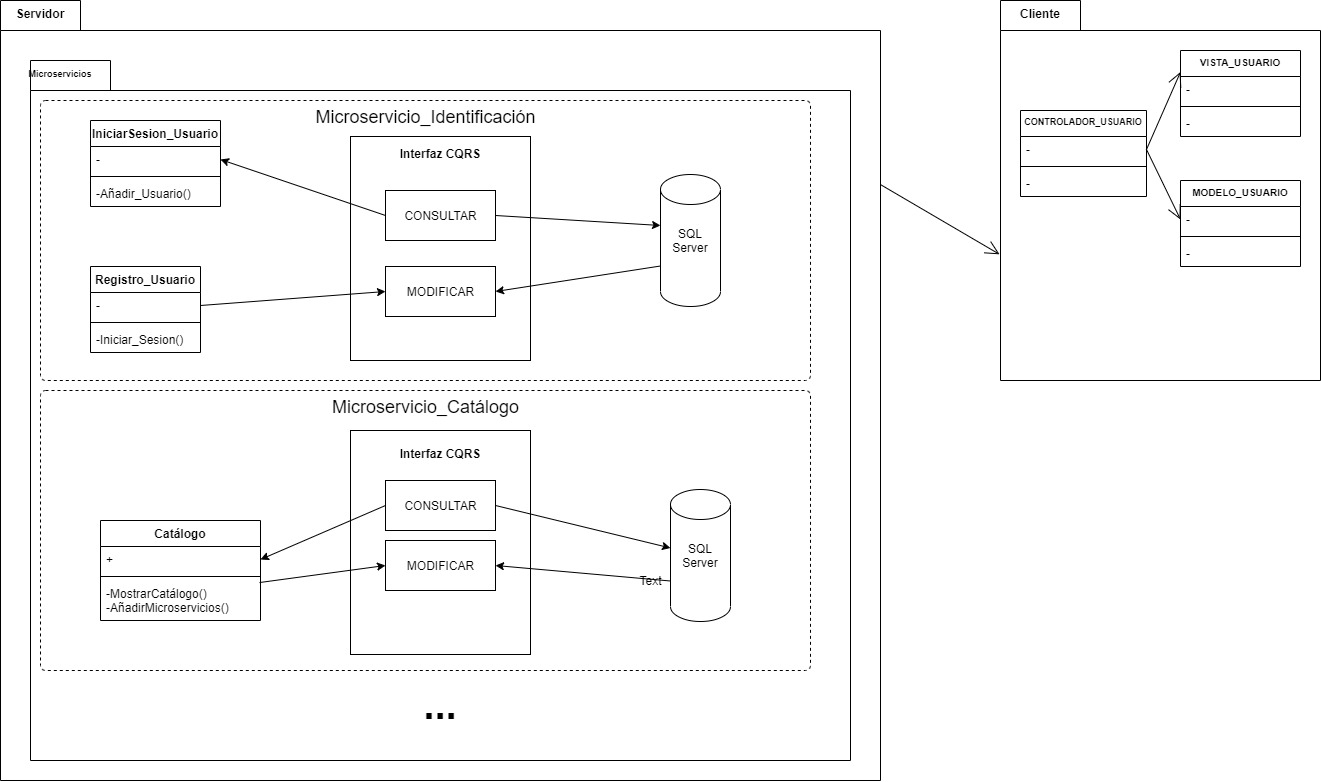 Servidor
Microservicios
Microservicio_Identificación
IniciarSesion_Usuario
-
-Añadir_Usuario()
Interfaz CQRS
CONSULTAR
MODIFICAR
SQL
Server
Registro_Usuario
-
-Iniciar_Sesion()
Microservicio_Catálogo
Interfaz CQRS
CONSULTAR
MODIFICAR
Catálogo
+
-MostrarCatálogo()
-AñadirMicroservicios()
SQL
Server
Text
...
Cliente
CONTROLADOR_USUARIO
-
-
VISTA_USUARIO
-
-
MODELO_USUARIO
-
-